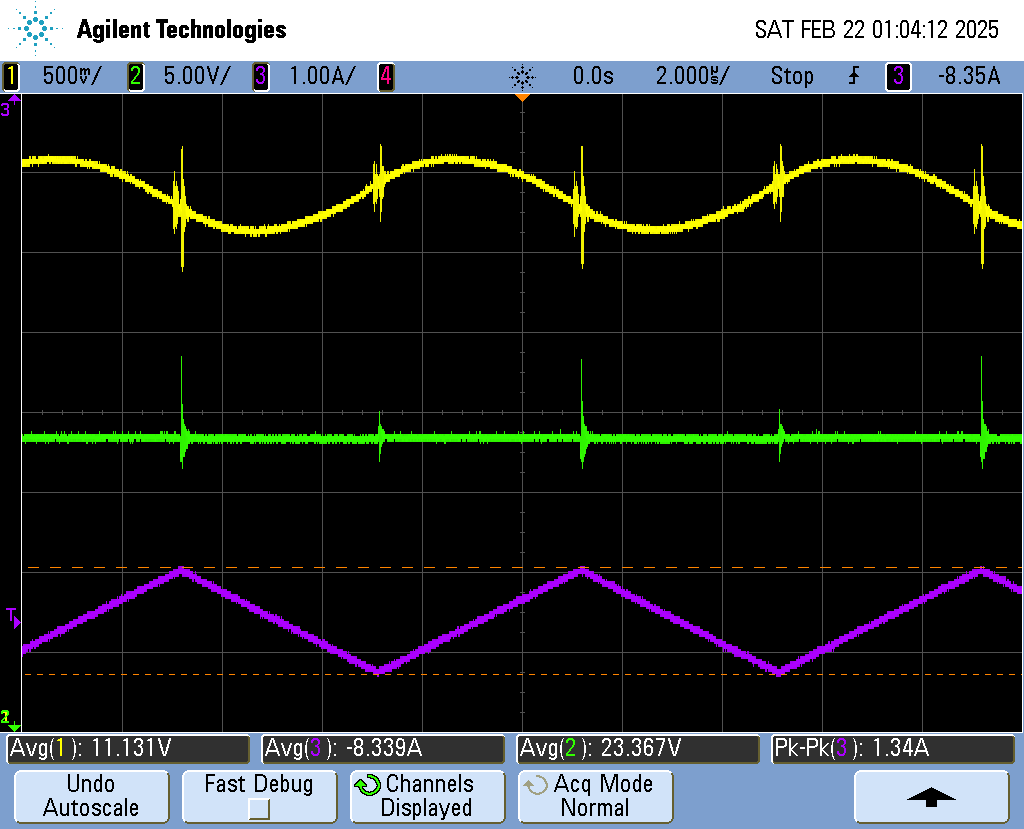 Agilent Technologies
SAT FEB 22 01:04:12 2025
1 500mV/ 2 5.00V/ 3 1.00A/ 4 0.0s 2.000µs/ Stop 3 -8.35A
3
T
2
Avg(1): 11.131V
Avg(3): -8.339A
Avg(2): 23.367V
Pk-Pk(3): 1.34A
Undo
Autoscale
Fast Debug
Channels
Displayed
Acq Mode
Normal